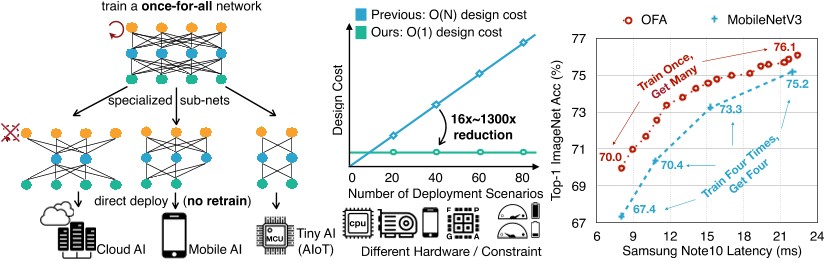 train a once-for-all network
specialized sub-nets
direct deploy (no retrain)
Cloud AI
Mobile AI
MCU
Tiny AI
(AIoT)
Previous: O(N) design cost
Ours: O(1) design cost
Design Cost
16x~1300x
reduction
0 20 40 60 80
Number of Deployment Scenarios
cpu
F P
G A
Different Hardware / Constraint
OFA
MobileNetV3
Top-1 ImageNet Acc (%)
77
75
73
71
69
67
76.1
Train Once,
Get Many
75.2
73.3
70.0
70.4
Train Four Times,
Get Four
67.4
6 9 12 15 18 21 24
Samsung Note10 Latency (ms)